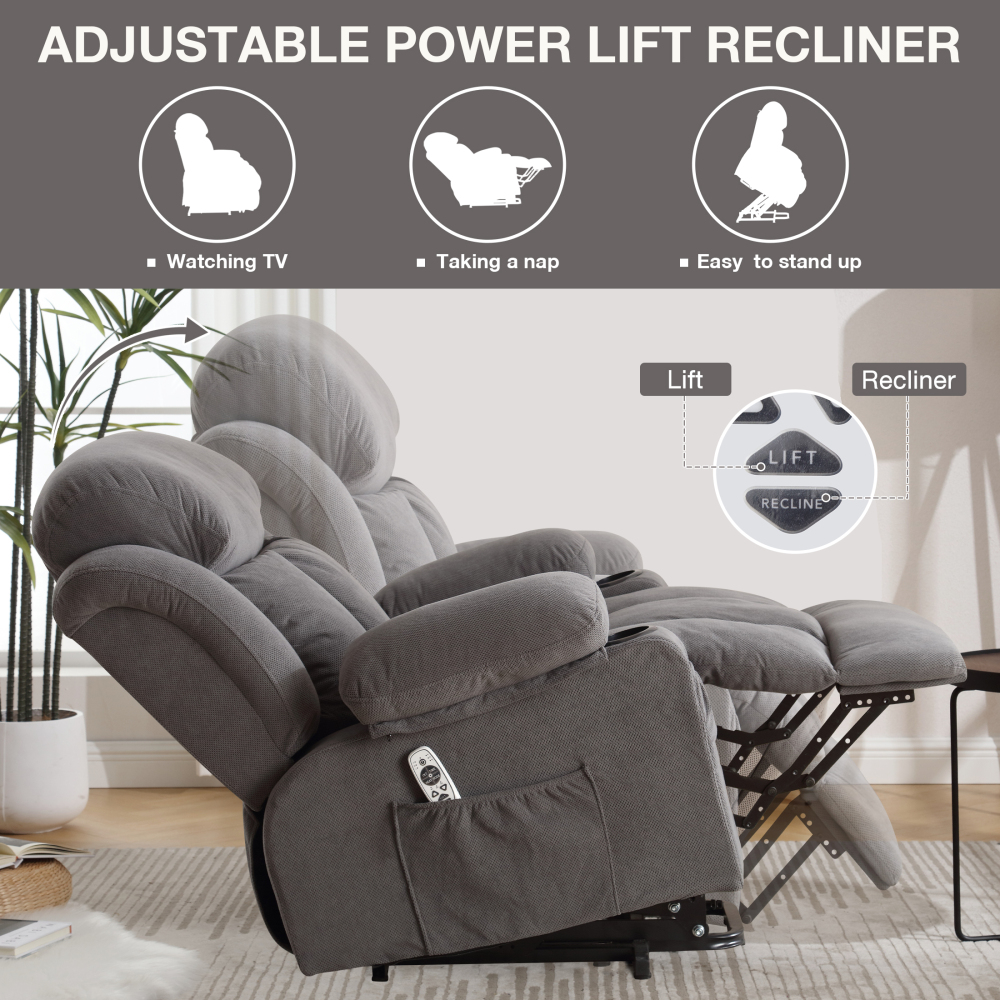 ADJUSTABLE POWER LIFT RECLINER
▪ Watching TV
▪ Taking a nap
▪ Easy to stand up
Lift
Recliner
LIFT
RECLINE